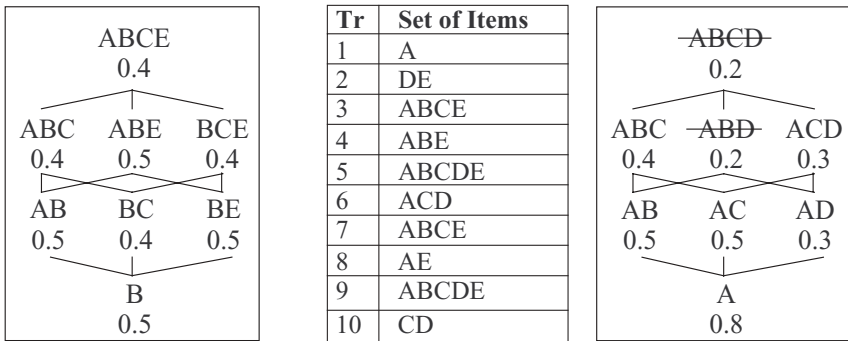 ABCE
0.4
ABC ABE BCE
0.4 0.5 0.4
AB BC BE
0.5 0.4 0.5
B
0.5
Tr Set of Items
1 A
2 DE
3 ABCE
4 ABE
5 ABCDE
6 ACD
7 ABCE
8 AE
9 ABCDE
10 CD
ABCD
0.2
ABC ABD ACD
0.4 0.2 0.3
AB AC AD
0.5 0.5 0.3
A
0.8